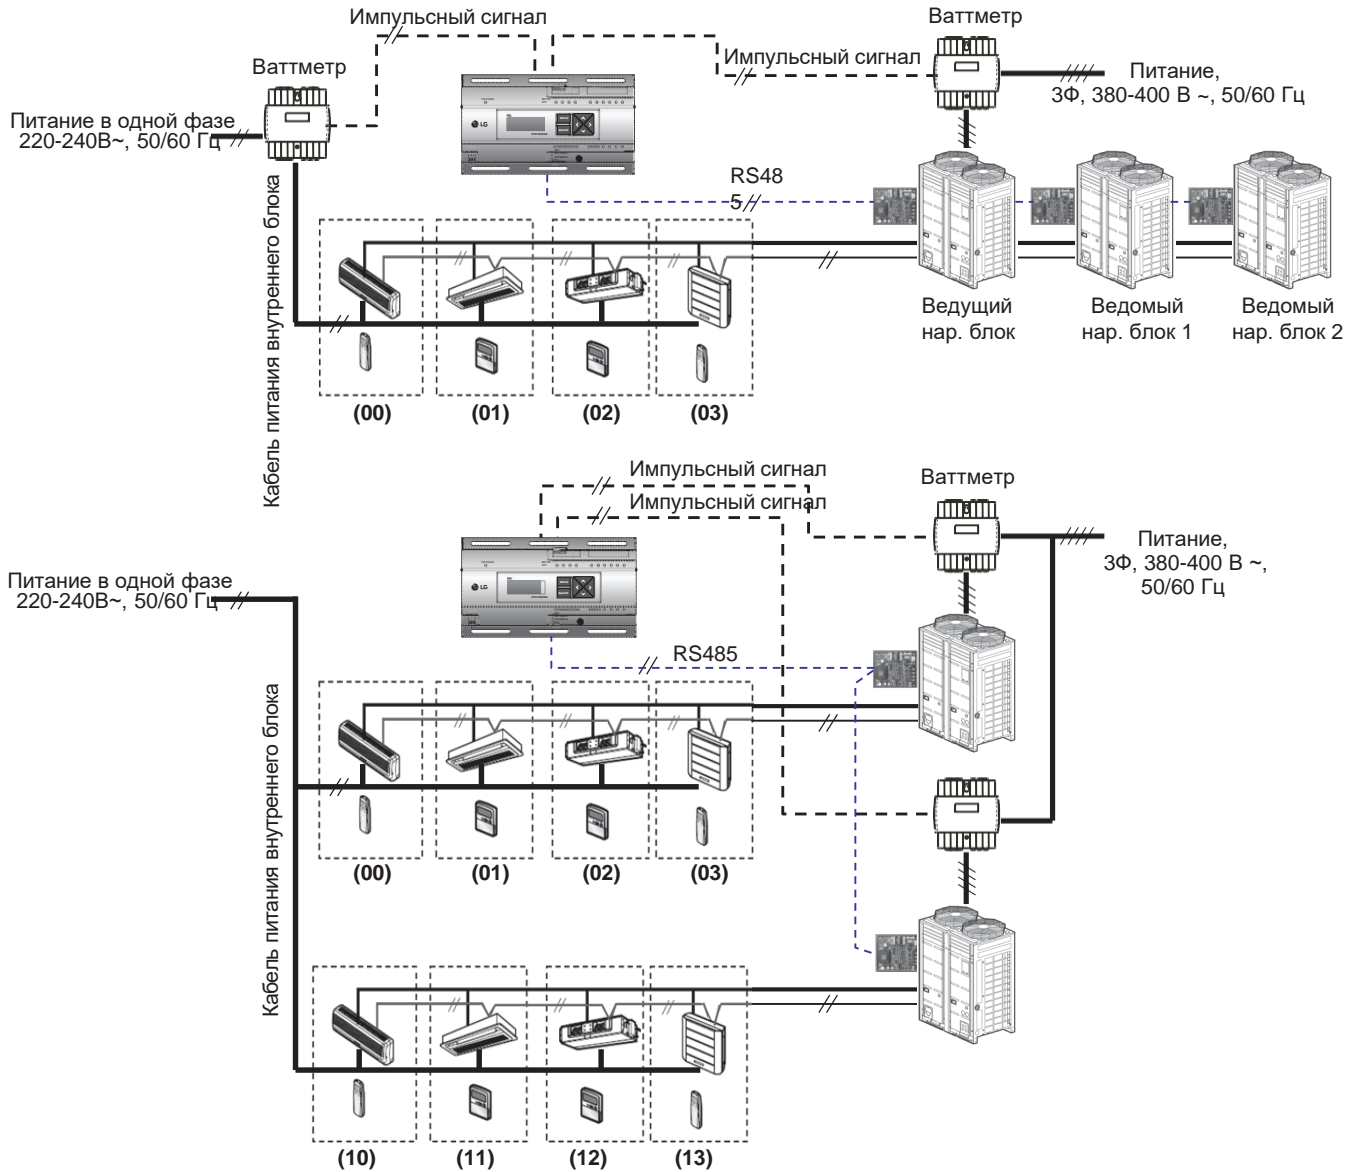 Импульсный сигнал
Ваттметр
Импульсный сигнал
Ваттметр
Питание,
3Ф, 380-400 В ~, 50/60 Гц
Питание в одной фазе
220-240В~, 50/60 Гц
LG
RS48
5
Кабель питания внутреннего блока
Ведущий
нар. блок
Ведомый
нар. блок 1
Ведомый
нар. блок 2
(00)
(01)
(02)
(03)
Импульсный сигнал
Импульсный сигнал
Ваттметр
Питание,
3Ф, 380-400 В ~,
50/60 Гц
Питание в одной фазе
220-240В~, 50/60 Гц
LG
RS485
Кабель питания внутреннего блока
(00)
(01)
(02)
(03)
(10)
(11)
(12)
(13)